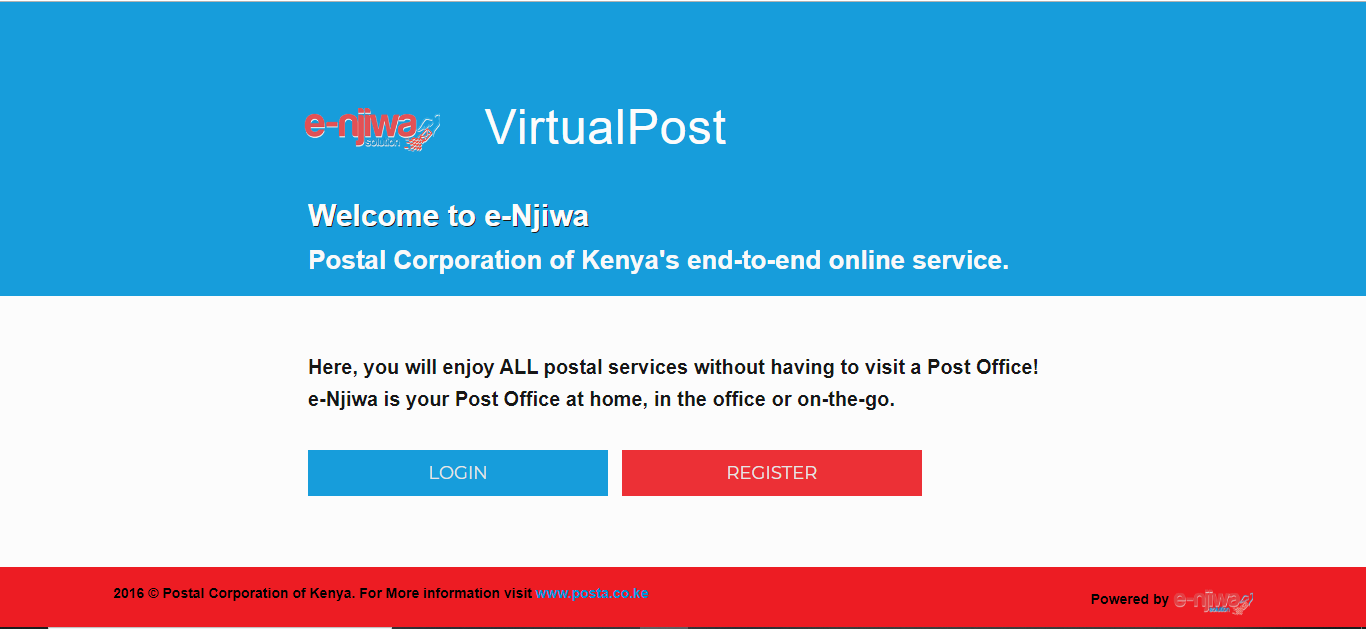 e-njiwa
solution
VirtualPost
Welcome to e-Njiwa
Postal Corporation of Kenya's end-to-end online service.
Here, you will enjoy ALL postal services without having to visit a Post Office!
e-Njiwa is your Post Office at home, in the office or on-the-go.
LOGIN
REGISTER
2016 © Postal Corporation of Kenya. For More information visit www.posta.co.ke
Powered by e-njiwa
solution